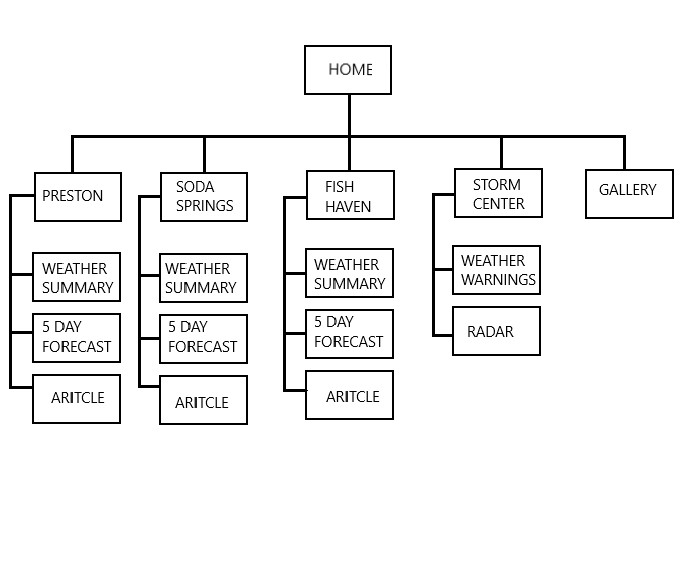 HOME
PRESTON
SODA
SPRINGS
FISH
HAVEN
STORM
CENTER
GALLERY
WEATHER
SUMMARY
WEATHER
SUMMARY
WEATHER
SUMMARY
WEATHER
WARNINGS
5 DAY
FORECAST
5 DAY
FORECAST
5 DAY
FORECAST
RADAR
ARITCLE
ARITCLE
ARITCLE